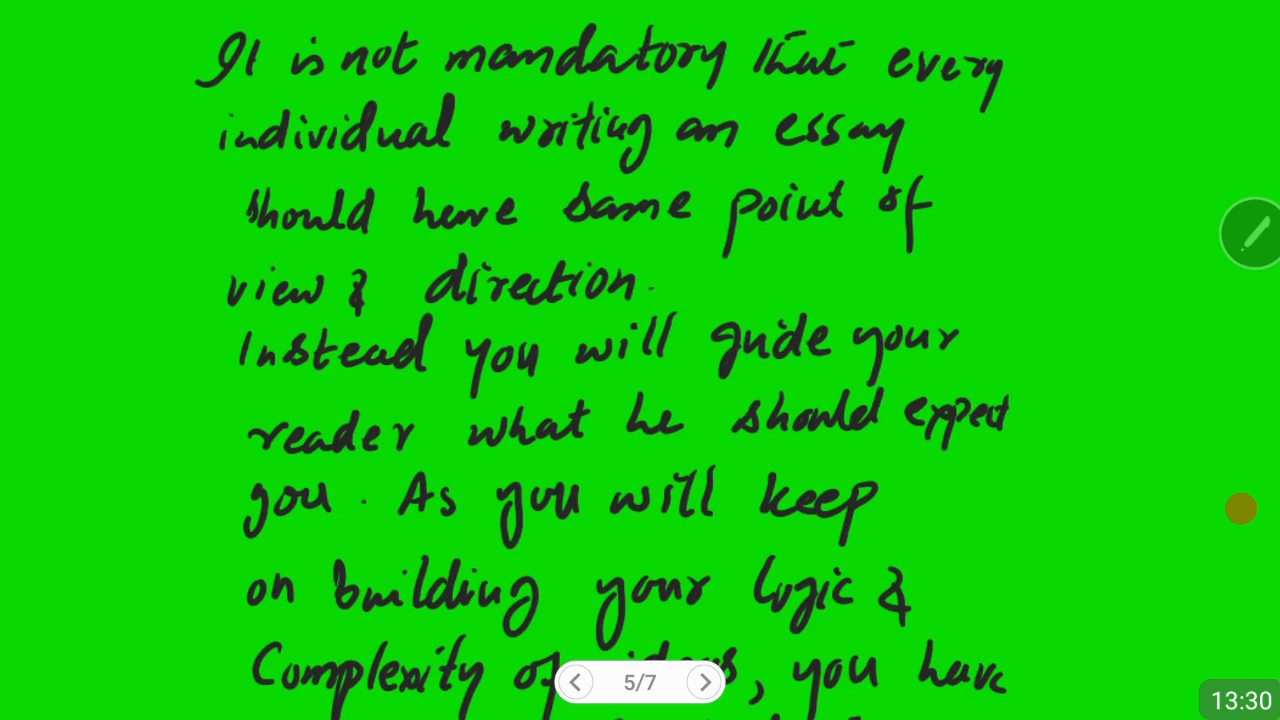 It is not mandatory that every
individual writing an essay
should have same point of
view & direction.
Instead you will guide your
reader what he should expect
you. As you will keep
on building your logic &
Complexity of ideas, you have
5/7
13:30